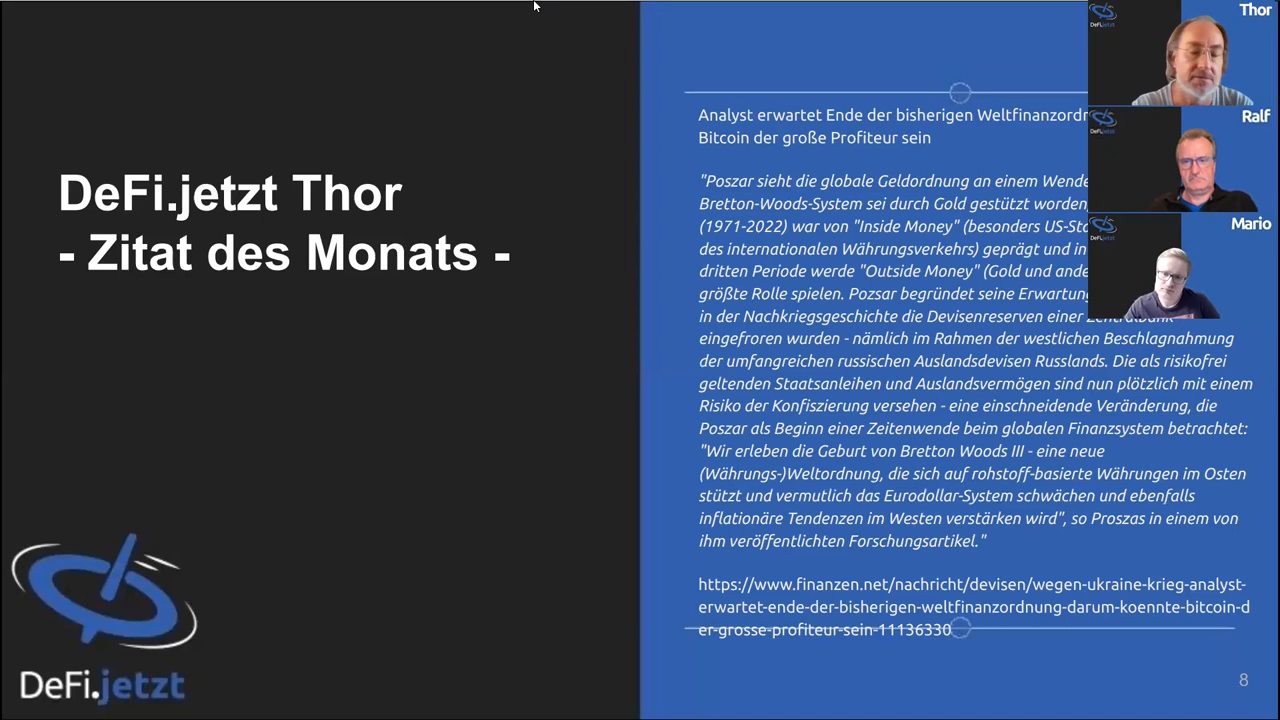 DeFi.jetzt Thor
- Zitat des Monats -
DeFi.jetzt
Analyst erwartet Ende der bisherigen
Bitcoin der große Profiteur sein
"Poszar sieht die globale Geldordnung an einem
Bretton-Woods-System sei durch Gold gestützt worden,
(1971-2022) war von "Inside Money" (besonders
des internationalen Währungsverkehrs) geprägt und in
dritten Periode werde "Outside Money" (Gold und
größte Rolle spielen. Pozsar begründet seine
in der Nachkriegsgeschichte die Devisenreserven einer Zentralbank
eingefroren wurden - nämlich im Rahmen der westlichen Beschlagnahmung
der umfangreichen russischen Auslandsdevisen Russlands. Die als risikofrei
geltenden Staatsanleihen und Auslandsvermögen sind nun plötzlich mit einem
Risiko der Konfiszierung versehen - eine einschneidende Veränderung, die
Poszar als Beginn einer Zeitenwende beim globalen Finanzsystem betrachtet:
"Wir erleben die Geburt von Bretton Woods III - eine neue
(Währungs-)Weltordnung, die sich auf rohstoff-basierte Währungen im Osten
stützt und vermutlich das Eurodollar-System schwächen und ebenfalls
inflationäre Tendenzen im Westen verstärken wird", so Proszas in einem von
ihm veröffentlichten Forschungsartikel."
https://www.finanzen.net/nachricht/devisen/wegen-ukraine-krieg-analyst-
erwartet-ende-der-bisherigen-weltfinanzordnung-darum-koennte-bitcoin-d
er-grosse-profiteur-sein-11136330
8
Thor
DeFi.jetzt
Ralf
DeFi.jetzt
Mario
DeFi.jetzt